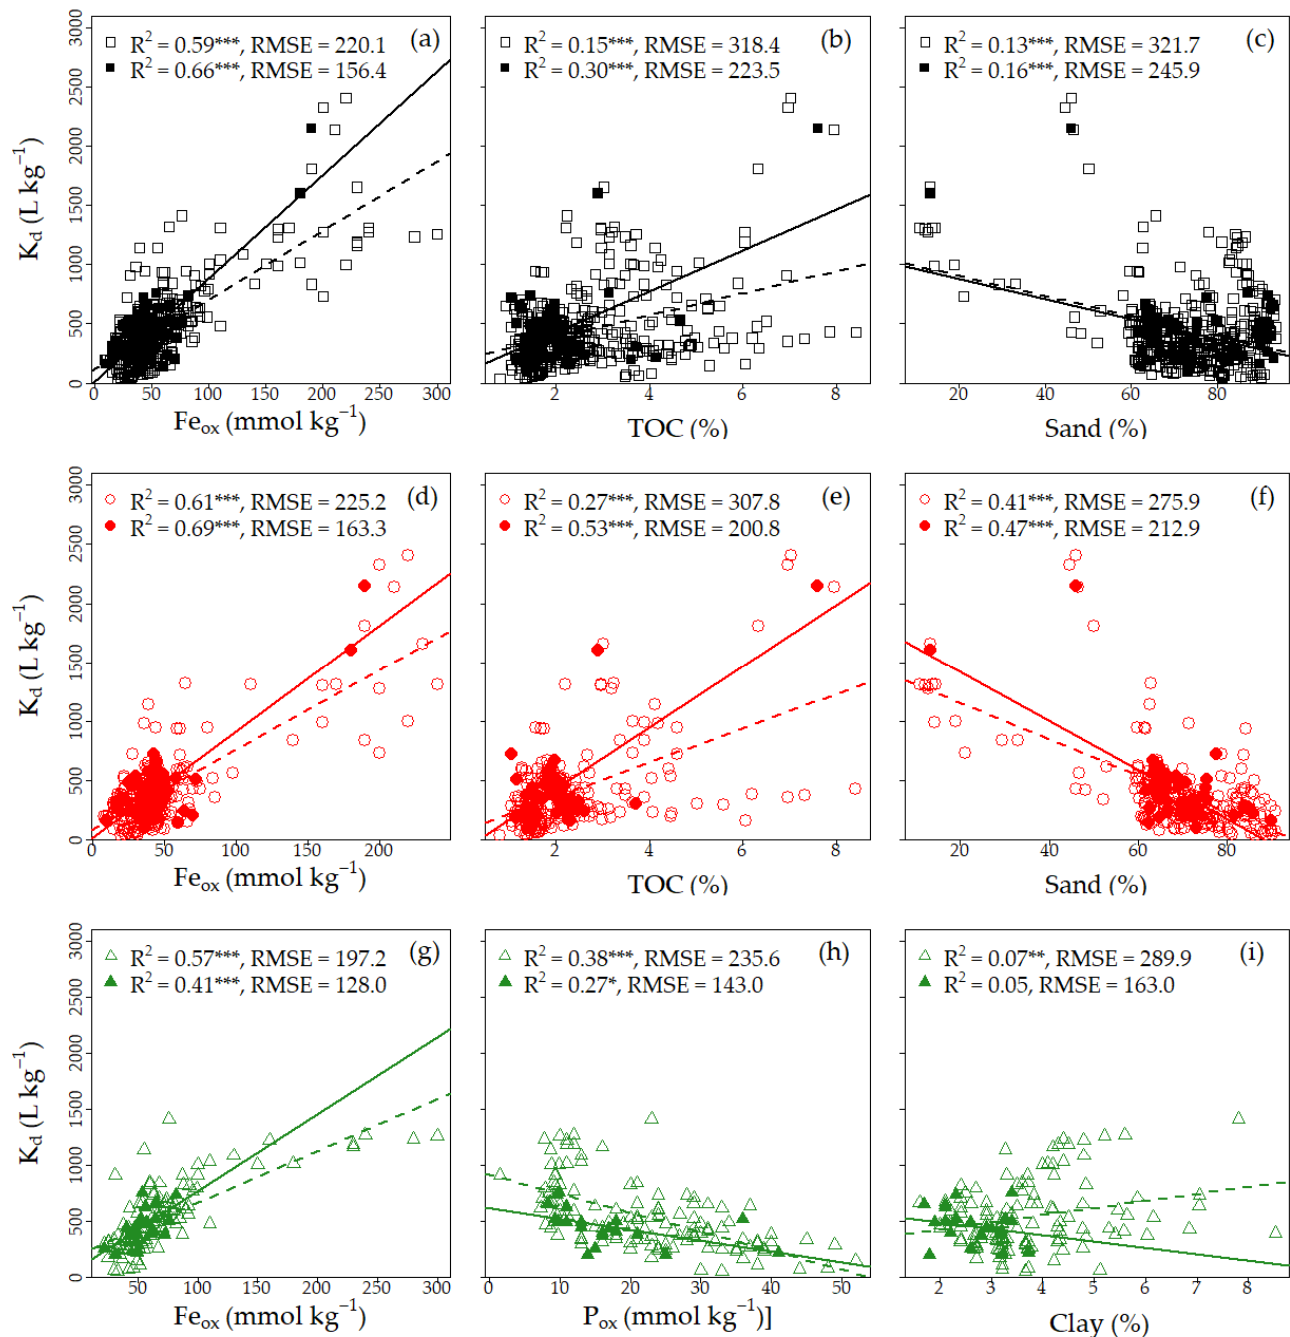 R² = 0.59***, RMSE = 220.1 (a)
R² = 0.66***, RMSE = 156.4
R² = 0.15***, RMSE = 318.4 (b)
R² = 0.30***, RMSE = 223.5
R² = 0.13***, RMSE = 321.7 (c)
R² = 0.16***, RMSE = 245.9
K_d (L kg⁻¹)
0 500 1000 1500 2000 2500 3000
0 50 100 150 200 250 300
Fe_ox (mmol kg⁻¹)
2 4 6 8
TOC (%)
20 40 60 80
Sand (%)
R² = 0.61***, RMSE = 225.2 (d)
R² = 0.69***, RMSE = 163.3
R² = 0.27***, RMSE = 307.8 (e)
R² = 0.53***, RMSE = 200.8
R² = 0.41***, RMSE = 275.9 (f)
R² = 0.47***, RMSE = 212.9
K_d (L kg⁻¹)
0 500 1000 1500 2000 2500 3000
0 50 100 150 200
Fe_ox (mmol kg⁻¹)
2 4 6 8
TOC (%)
20 40 60 80
Sand (%)
R² = 0.57***, RMSE = 197.2 (g)
R² = 0.41***, RMSE = 128.0
R² = 0.38***, RMSE = 235.6 (h)
R² = 0.27*, RMSE = 143.0
R² = 0.07**, RMSE = 289.9 (i)
R² = 0.05, RMSE = 163.0
K_d (L kg⁻¹)
0 500 1000 1500 2000 2500 3000
50 100 150 200 250 300
Fe_ox (mmol kg⁻¹)
0 10 20 30 40 50
P_ox (mmol kg⁻¹)]
2 3 4 5 6 7 8
Clay (%)